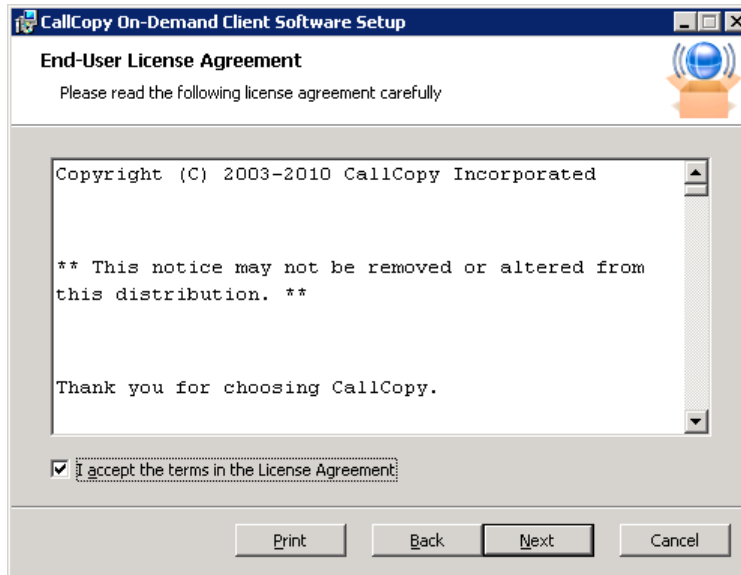 CallCopy On-Demand Client Software Setup
End-User License Agreement
Please read the following license agreement carefully
Copyright (C) 2003-2010 CallCopy Incorporated
** This notice may not be removed or altered from
this distribution. **
Thank you for choosing CallCopy.
I accept the terms in the License Agreement
Print Back Next Cancel